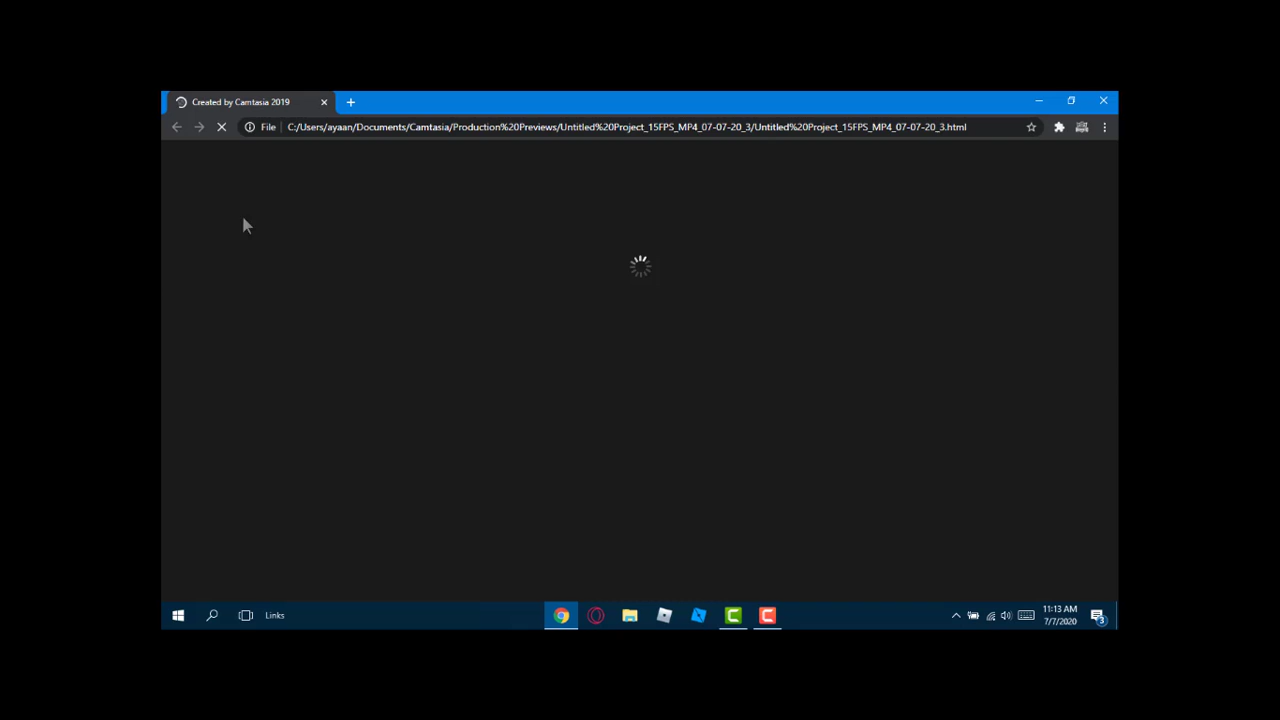 Created by Camtasia 2019
File
C:/Users/ayaan/Documents/Camtasia/Production%20Previews/Untitled%20Project_15FPS_MP4_07-07-20_3/Untitled%20Project_15FPS_MP4_07-07-20_3.html
Links
11:13 AM
7/7/2020
3